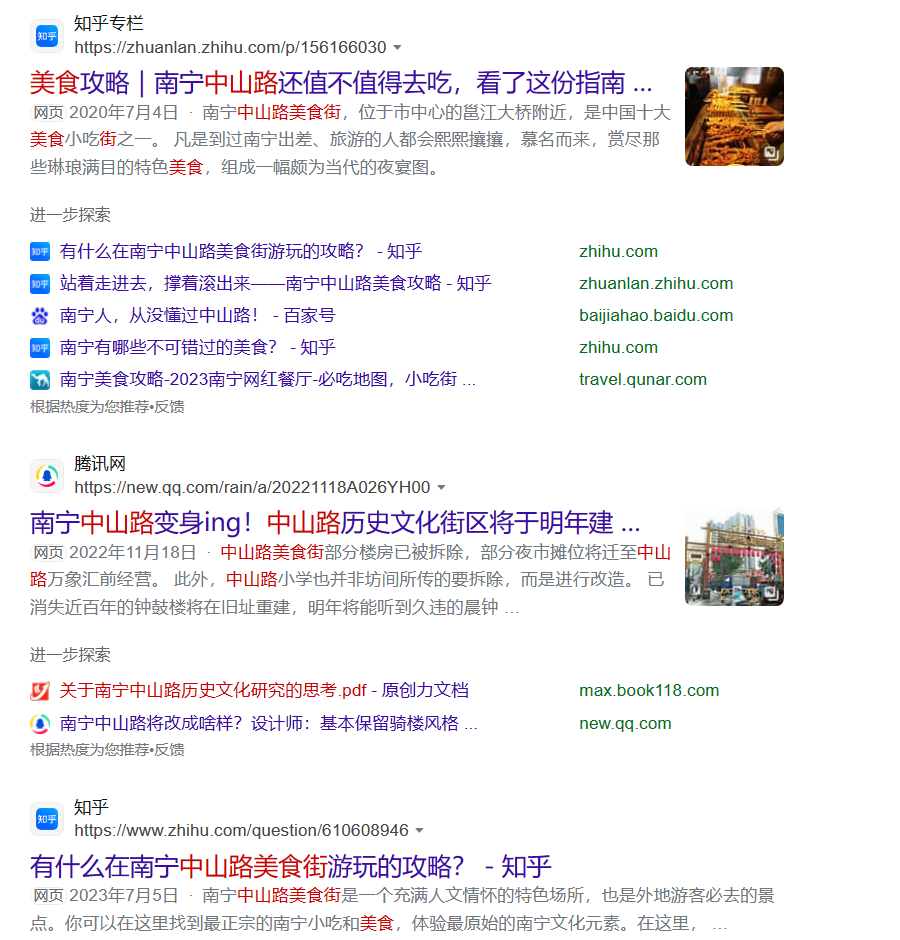 知乎专栏
https://zhuanlan.zhihu.com/p/156166030
美食攻略 | 南宁中山路还值不值得去吃，看了这份指南 ...
网页 2020年7月4日 · 南宁中山路美食街，位于市中心的邕江大桥附近，是中国十大
美食小吃街之一。 凡是到过南宁出差、旅游的人都会熙熙攘攘，慕名而来，赏尽那
些琳琅满目的特色美食，组成一幅颇为当代的夜宴图。
进一步探索
知乎 有什么在南宁中山路美食街游玩的攻略？ - 知乎 zhihu.com
知乎 站着走进去，撑着滚出来——南宁中山路美食攻略 - 知乎 zhuanlan.zhihu.com
南宁人，从没懂过中山路！ - 百家号 baijiahao.baidu.com
知乎 南宁有哪些不可错过的美食？ - 知乎 zhihu.com
南宁美食攻略-2023南宁网红餐厅-必吃地图，小吃街 ... travel.qunar.com
根据热度为您推荐•反馈
腾讯网
https://new.qq.com/rain/a/20221118A026YH00
南宁中山路变身ing！中山路历史文化街区将于明年建 ...
网页 2022年11月18日 · 中山路美食街部分楼房已被拆除，部分夜市摊位将迁至中山
路万象汇前经营。 此外，中山路小学也并非坊间所传的要拆除，而是进行改造。 已
消失近百年的钟鼓楼将在旧址重建，明年将能听到久违的晨钟 ...
进一步探索
关于南宁中山路历史文化研究的思考.pdf - 原创力文档 max.book118.com
南宁中山路将改成啥样？设计师：基本保留骑楼风格 ... new.qq.com
根据热度为您推荐•反馈
知乎
知乎
https://www.zhihu.com/question/610608946
有什么在南宁中山路美食街游玩的攻略？ - 知乎
网页 2023年7月5日 · 南宁中山路美食街是一个充满人文情怀的特色场所，也是外地游客必去的景
点。你可以在这里找到最正宗的南宁小吃和美食，体验最原始的南宁文化元素。在这里， ...